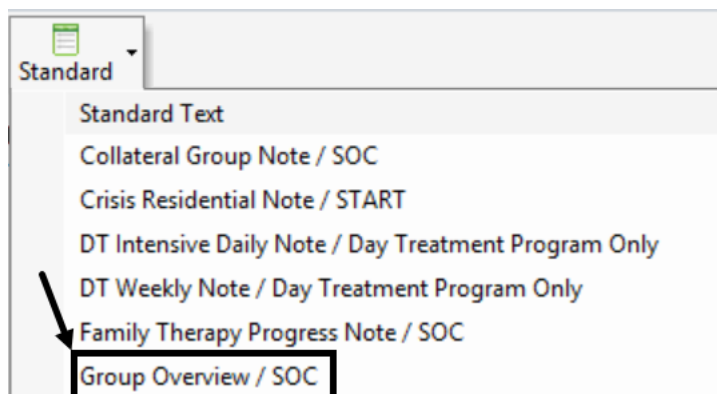 Standard
Standard Text
Collateral Group Note / SOC
Crisis Residential Note / START
DT Intensive Daily Note / Day Treatment Program Only
DT Weekly Note / Day Treatment Program Only
Family Therapy Progress Note / SOC
Group Overview / SOC